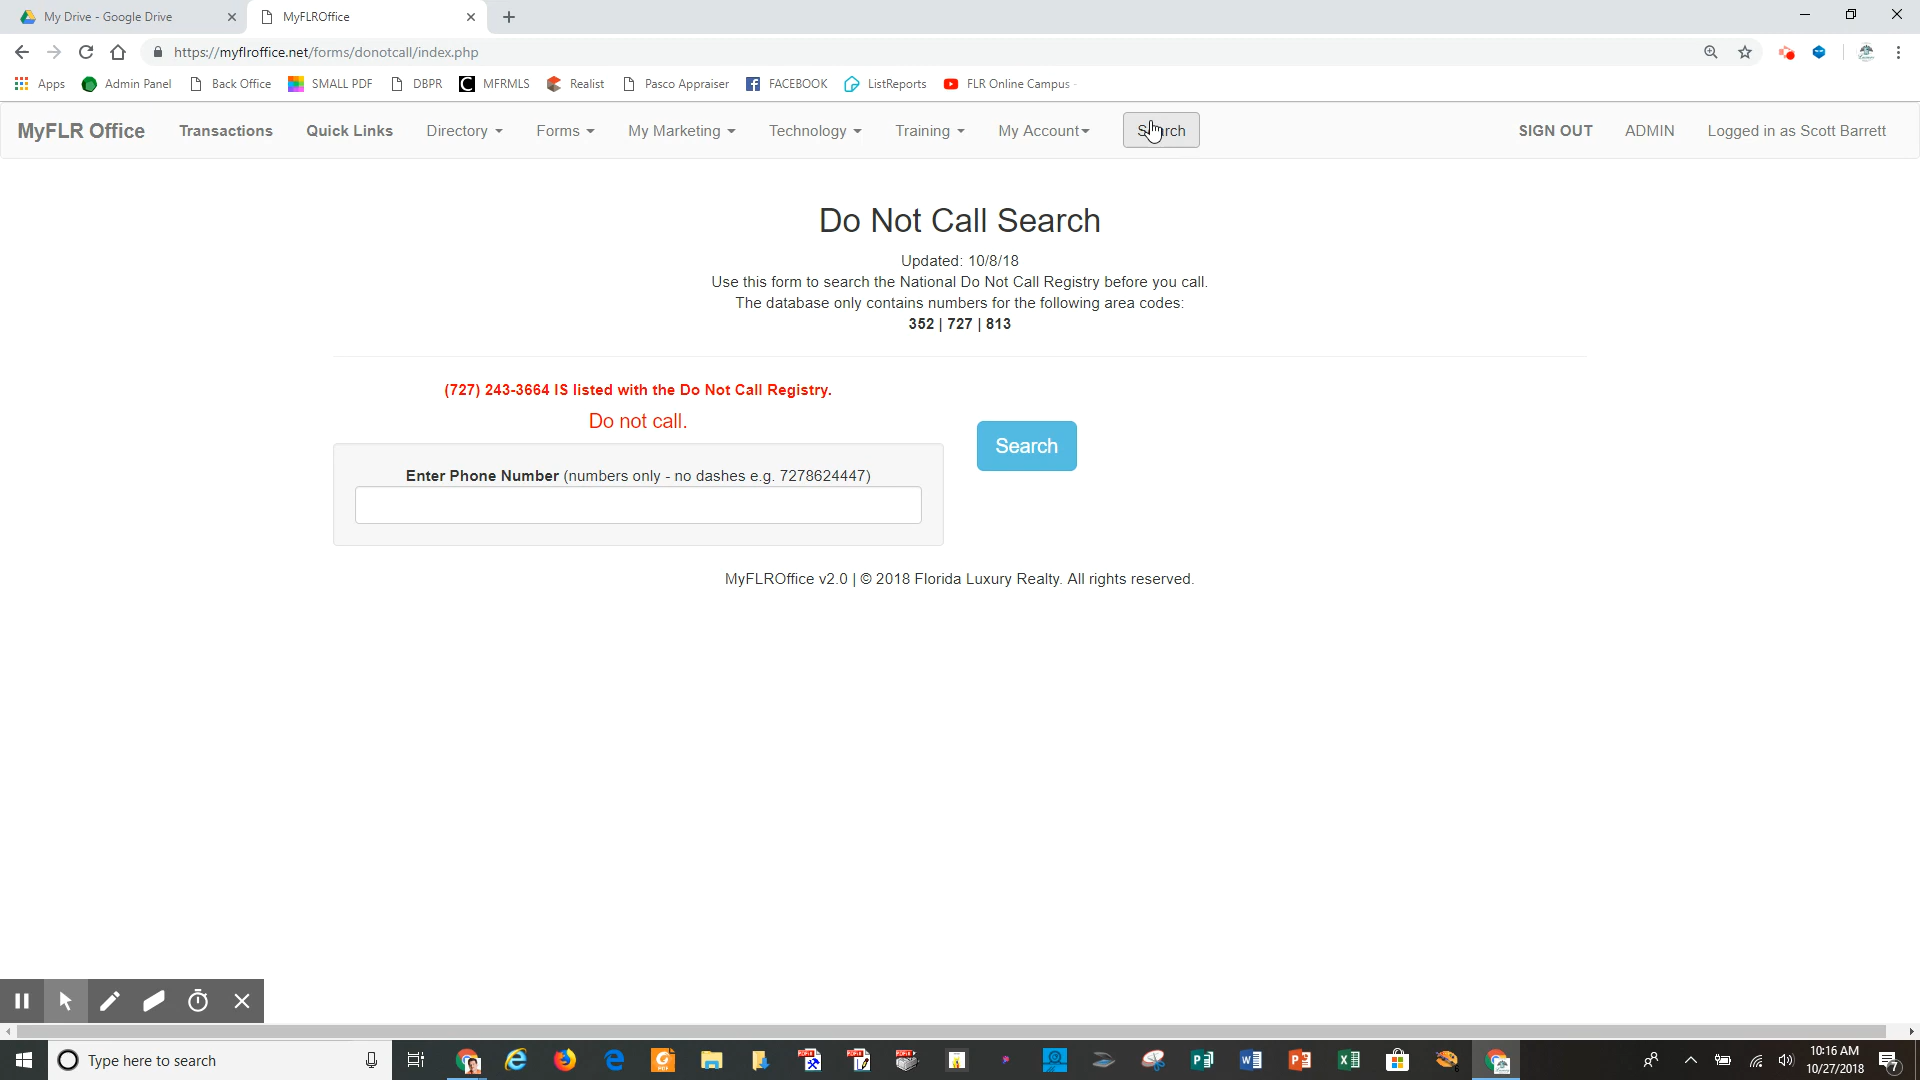 My Drive - Google Drive
MyFLROffice
https://myflroffice.net/forms/donotcall/index.php
Apps Admin Panel Back Office SMALL PDF DBPR MFRMLS Realist Pasco Appraiser FACEBOOK ListReports FLR Online Campus -
MyFLR Office Transactions Quick Links Directory Forms My Marketing Technology Training My Account Search SIGN OUT ADMIN Logged in as Scott Barrett
Do Not Call Search
Updated: 10/8/18
Use this form to search the National Do Not Call Registry before you call.
The database only contains numbers for the following area codes:
352 | 727 | 813
(727) 243-3664 IS listed with the Do Not Call Registry.
Do not call.
Search
Enter Phone Number (numbers only - no dashes e.g. 7278624447)
MyFLROffice v2.0 | © 2018 Florida Luxury Realty. All rights reserved.
Type here to search
10:16 AM
10/27/2018
7